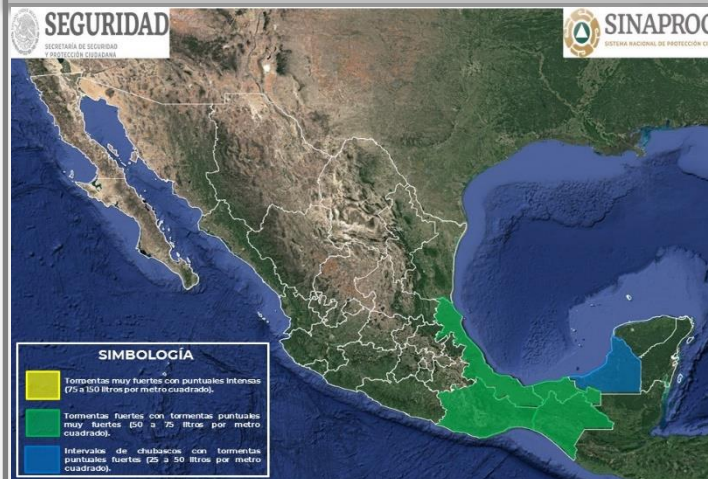 SEGURIDAD
SECRETARÍA DE SEGURIDAD
Y PROTECCIÓN CIUDADANA
SINAPROC
SISTEMA NACIONAL DE PROTECCIÓN CI
SIMBOLOGÍA
Tormentas muy fuertes con puntuales intensas
(75 a 150 litros por metro cuadrado).
Tormentas fuertes con tormentas puntuales
muy fuertes (50 a 75 litros por metro
cuadrado).
Intervalos de chubascos con tormentas
puntuales fuertes (25 a 50 litros por metro
cuadrado).